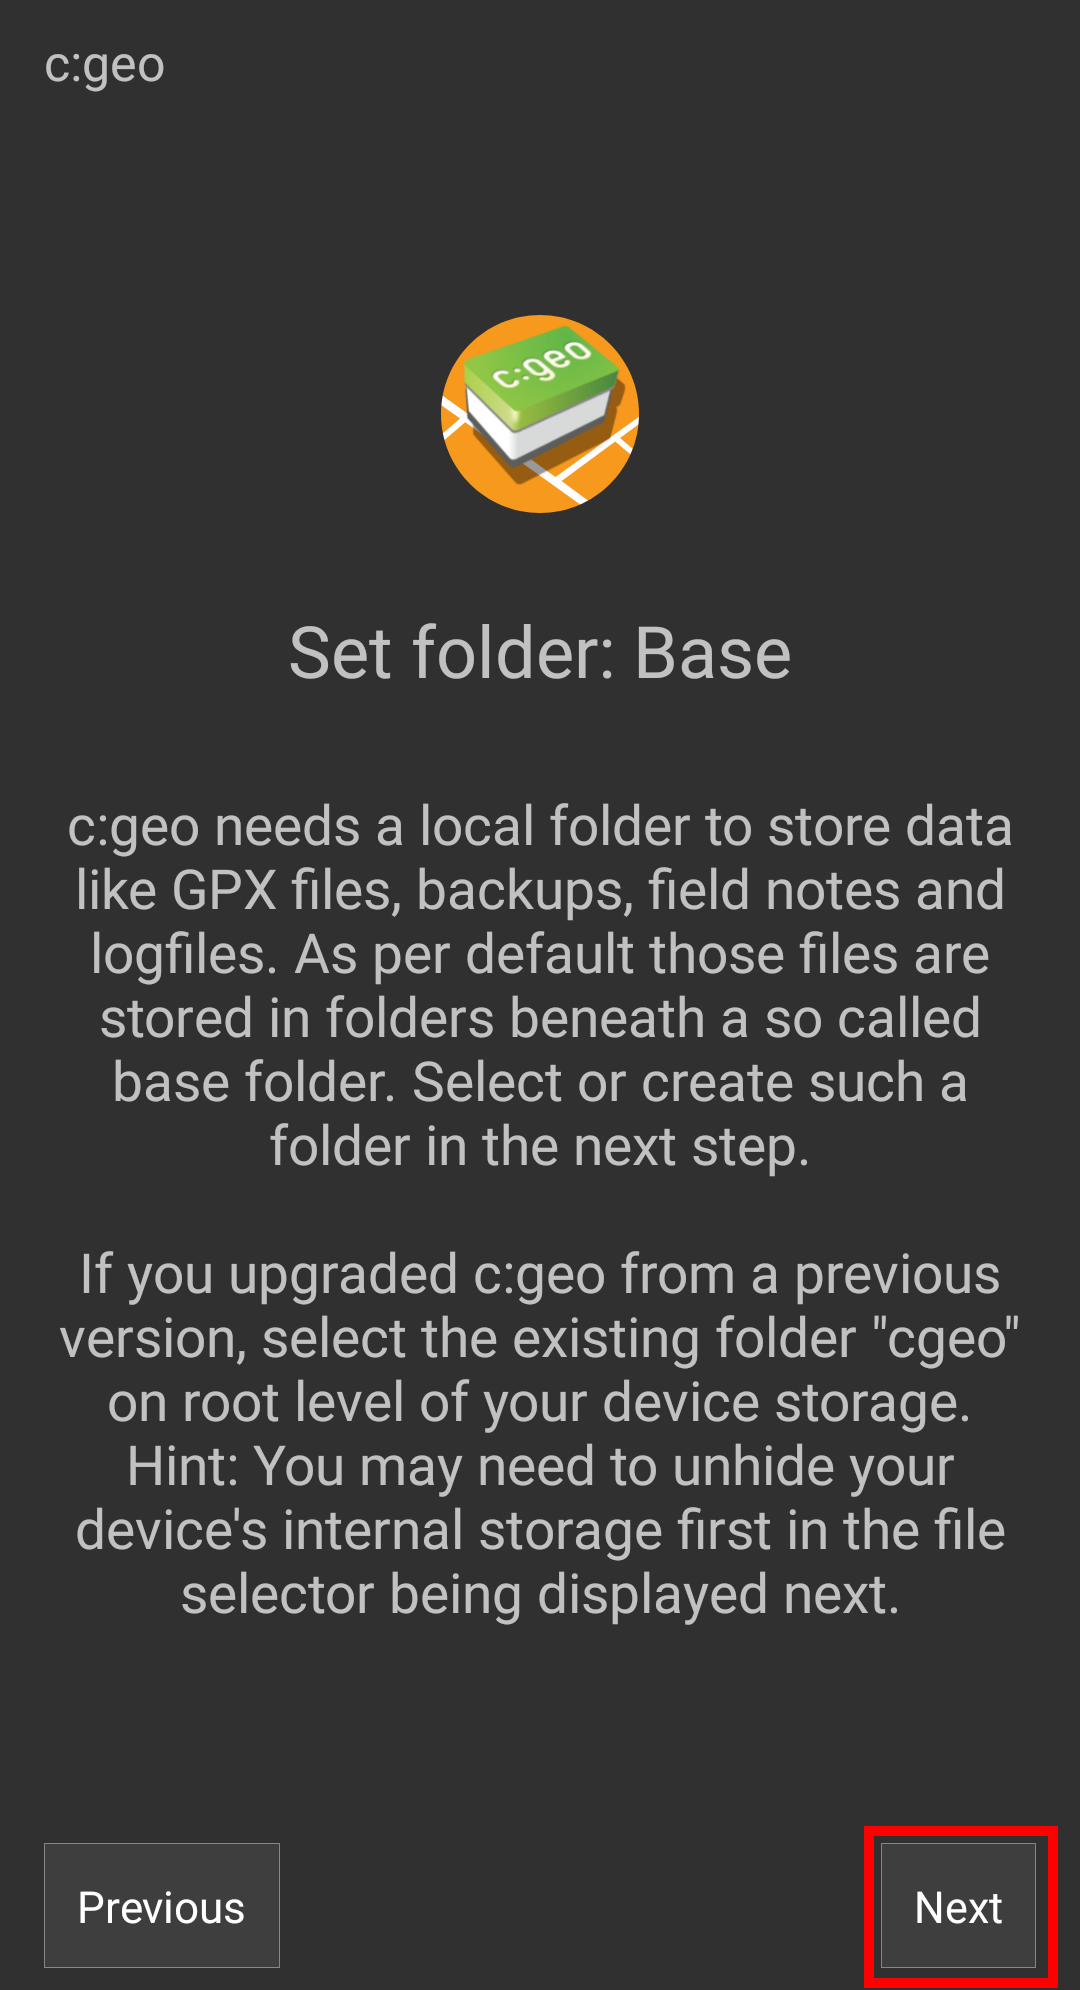 c:geo
c:geo
Set folder: Base
c:geo needs a local folder to store data
like GPX files, backups, field notes and
logfiles. As per default those files are
stored in folders beneath a so called
base folder. Select or create such a
folder in the next step.
If you upgraded c:geo from a previous
version, select the existing folder "cgeo"
on root level of your device storage.
Hint: You may need to unhide your
device's internal storage first in the file
selector being displayed next.
Previous
Next